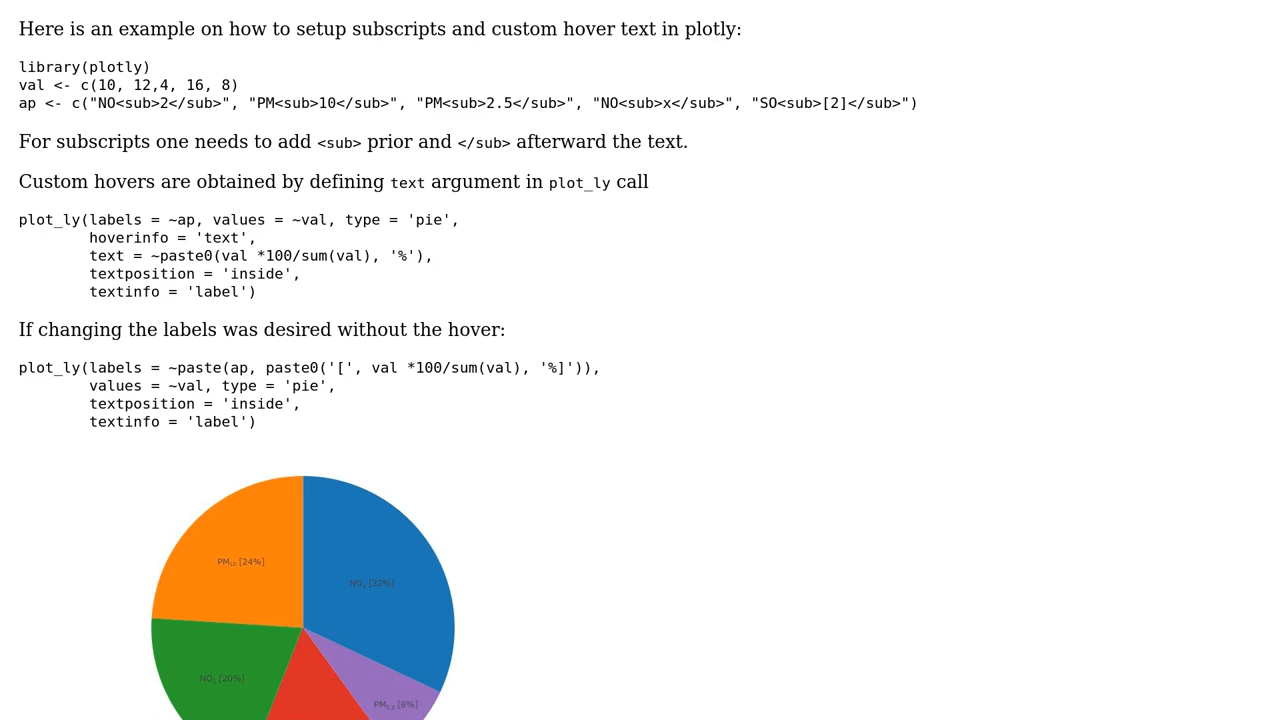 Here is an example on how to setup subscripts and custom hover text in plotly:
library(plotly)
val <- c(10, 12,4, 16, 8)
ap <- c("NO<sub>2</sub>", "PM<sub>10</sub>", "PM<sub>2.5</sub>", "NO<sub>x</sub>", "SO<sub>[2]</sub>")
For subscripts one needs to add <sub> prior and </sub> afterward the text.
Custom hovers are obtained by defining text argument in plot_ly call
plot_ly(labels = ~ap, values = ~val, type = 'pie',
        hoverinfo = 'text',
        text = ~paste0(val *100/sum(val), '%'),
        textposition = 'inside',
        textinfo = 'label')
If changing the labels was desired without the hover:
plot_ly(labels = ~paste(ap, paste0('[', val *100/sum(val), '%]')),
        values = ~val, type = 'pie',
        textposition = 'inside',
        textinfo = 'label')
PM₁₀ [24%]
NOₓ [32%]
NO₂ [20%]
PM₂.₅ [8%]